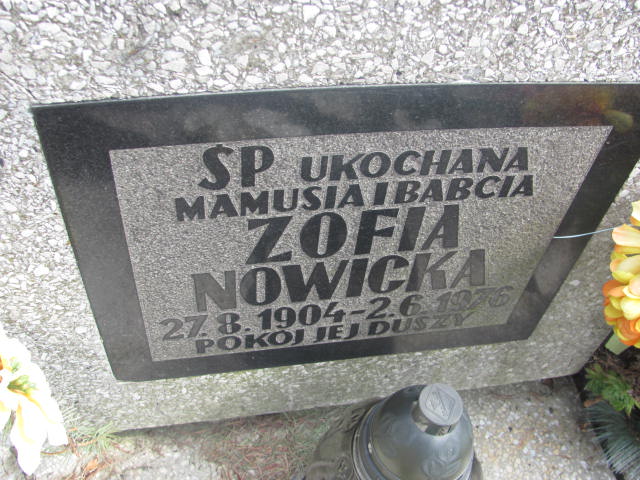 ŚP UKOCHANA
MAMUSIA I BABCIA
ZOFIA
NOWICKA
27.8.1904-2.6.1976
POKÓJ JEJ DUSZY